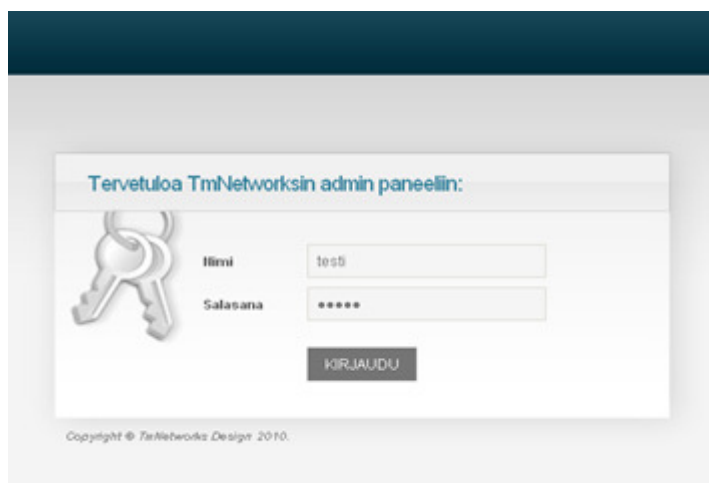 Tervetuloa TmNetworksin admin paneeliin:
Nimi testi
Salasana •••••
KIRJAUDU
Copyright © TmNetworks Design 2010.